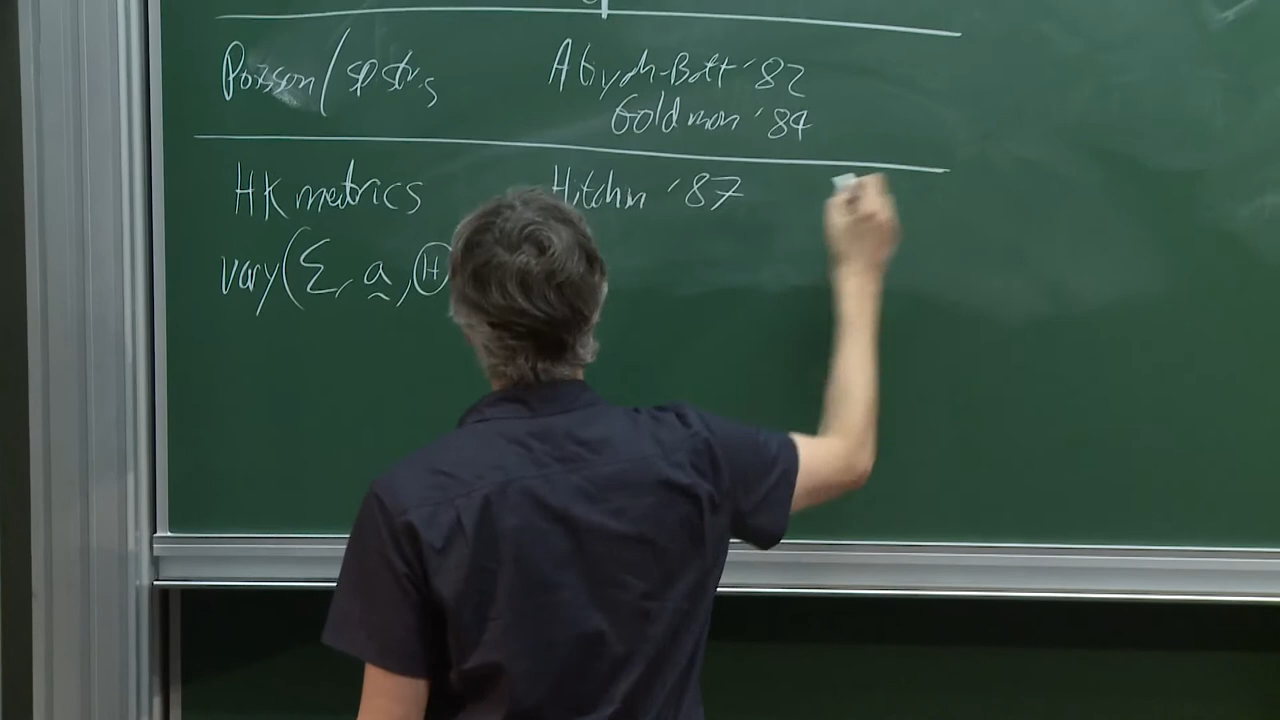 Poisson/sp strs Atiyah-Bott '82
Goldman '84
HK metrics Hitchin '87
vary (Σ, a, Θ